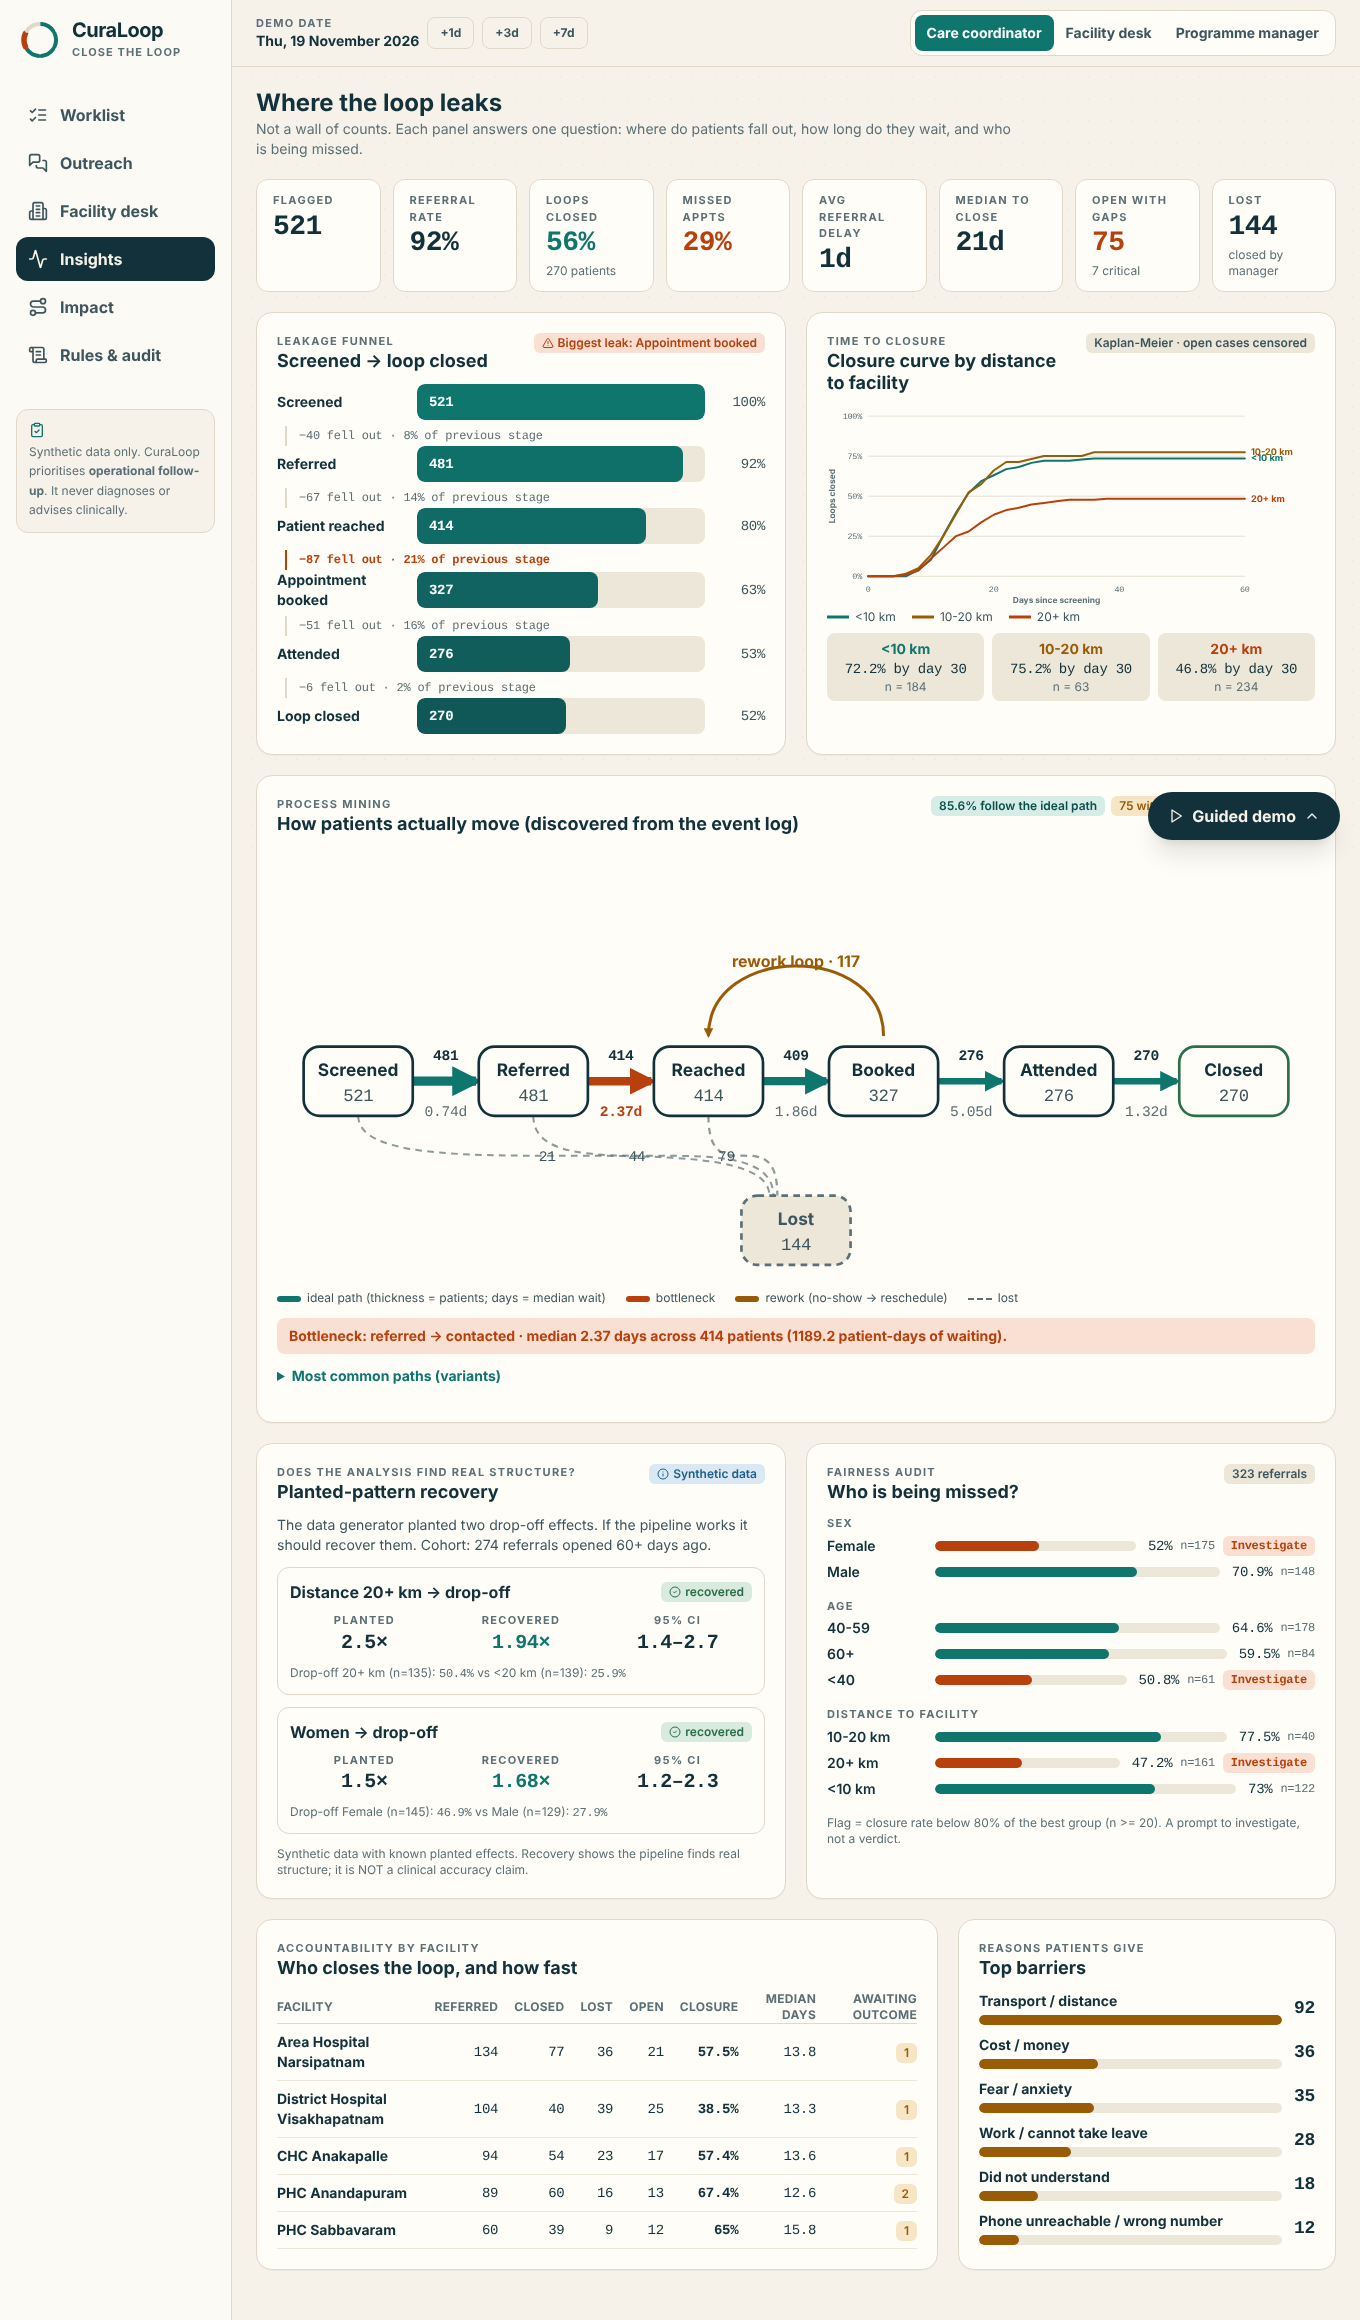 CuraLoop
CLOSE THE LOOP
Worklist
Outreach
Facility desk
Insights
Impact
Rules & audit
Synthetic data only. CuraLoop
prioritises operational follow-
up. It never diagnoses or
advises clinically.
DEMO DATE
Thu, 19 November 2026
+1d
+3d
+7d
Care coordinator
Facility desk
Programme manager
Where the loop leaks
Not a wall of counts. Each panel answers one question: where do patients fall out, how long do they wait, and who
is being missed.
FLAGGED
521
REFERRAL
RATE
92%
LOOPS
CLOSED
56%
270 patients
MISSED
APPTS
29%
AVG
REFERRAL
DELAY
1d
MEDIAN TO
CLOSE
21d
OPEN WITH
GAPS
75
7 critical
LOST
144
closed by
manager
LEAKAGE FUNNEL
Screened → loop closed
Biggest leak: Appointment booked
Screened 521 100%
−40 fell out · 8% of previous stage
Referred 481 92%
−67 fell out · 14% of previous stage
Patient reached 414 80%
−87 fell out · 21% of previous stage
Appointment
booked 327 63%
−51 fell out · 16% of previous stage
Attended 276 53%
−6 fell out · 2% of previous stage
Loop closed 270 52%
TIME TO CLOSURE
Closure curve by distance
to facility
Kaplan-Meier · open cases censored
100%
75%
50%
25%
0%
Loops closed
10-20 km
<10 km
20+ km
0 20 40 60
Days since screening
<10 km 10-20 km 20+ km
<10 km
72.2% by day 30
n = 184
10-20 km
75.2% by day 30
n = 63
20+ km
46.8% by day 30
n = 234
PROCESS MINING
How patients actually move (discovered from the event log)
85.6% follow the ideal path
75
Guided demo
rework loop · 117
Screened
521
481
0.74d
Referred
481
414
2.37d
Reached
414
409
1.86d
Booked
327
276
5.05d
Attended
276
270
1.32d
Closed
270
21 44 79
Lost
144
ideal path (thickness = patients; days = median wait)
bottleneck
rework (no-show → reschedule)
lost
Bottleneck: referred → contacted · median 2.37 days across 414 patients (1189.2 patient-days of waiting).
Most common paths (variants)
DOES THE ANALYSIS FIND REAL STRUCTURE?
Planted-pattern recovery
Synthetic data
The data generator planted two drop-off effects. If the pipeline works it
should recover them. Cohort: 274 referrals opened 60+ days ago.
Distance 20+ km → drop-off
recovered
PLANTED RECOVERED 95% CI
2.5× 1.94× 1.4–2.7
Drop-off 20+ km (n=135): 50.4% vs <20 km (n=139): 25.9%
Women → drop-off
recovered
PLANTED RECOVERED 95% CI
1.5× 1.68× 1.2–2.3
Drop-off Female (n=145): 46.9% vs Male (n=129): 27.9%
Synthetic data with known planted effects. Recovery shows the pipeline finds real
structure; it is NOT a clinical accuracy claim.
FAIRNESS AUDIT
Who is being missed?
323 referrals
SEX
Female 52% n=175 Investigate
Male 70.9% n=148
AGE
40-59 64.6% n=178
60+ 59.5% n=84
<40 50.8% n=61 Investigate
DISTANCE TO FACILITY
10-20 km 77.5% n=40
20+ km 47.2% n=161 Investigate
<10 km 73% n=122
Flag = closure rate below 80% of the best group (n >= 20). A prompt to investigate,
not a verdict.
ACCOUNTABILITY BY FACILITY
Who closes the loop, and how fast
FACILITY REFERRED CLOSED LOST OPEN CLOSURE MEDIAN DAYS AWAITING OUTCOME
Area Hospital
Narsipatnam 134 77 36 21 57.5% 13.8 1
District Hospital
Visakhapatnam 104 40 39 25 38.5% 13.3 1
CHC Anakapalle 94 54 23 17 57.4% 13.6 1
PHC Anandapuram 89 60 16 13 67.4% 12.6 2
PHC Sabbavaram 60 39 9 12 65% 15.8 1
REASONS PATIENTS GIVE
Top barriers
Transport / distance 92
Cost / money 36
Fear / anxiety 35
Work / cannot take leave 28
Did not understand 18
Phone unreachable / wrong number 12